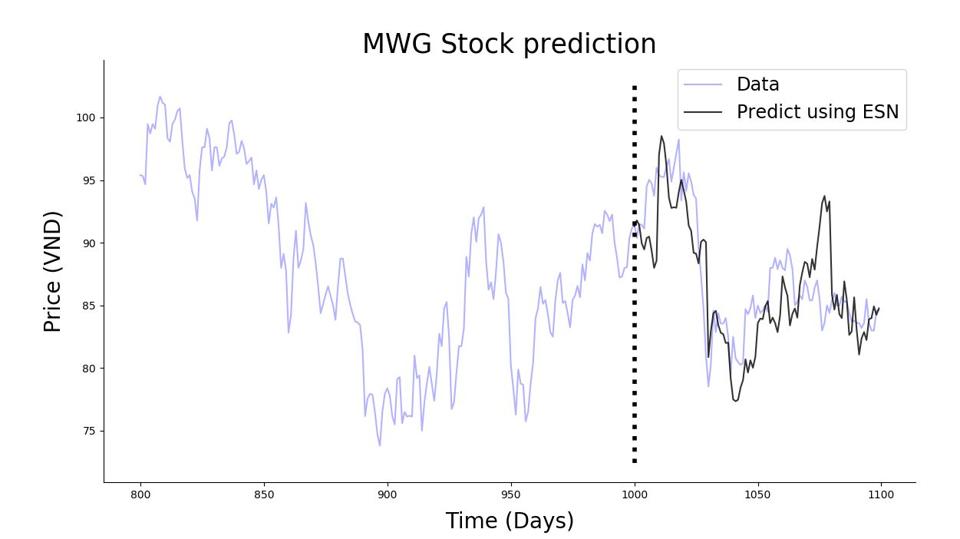 MWG Stock prediction
Data
Predict using ESN
Price (VND)
100
95
90
85
80
75
800
850
900
950
1000
1050
1100
Time (Days)